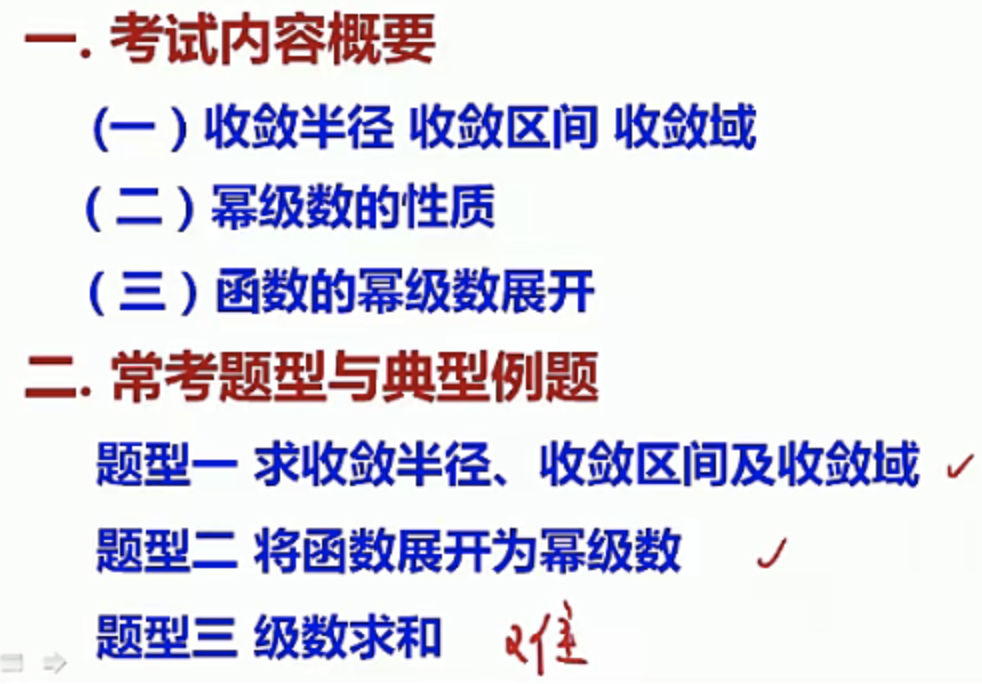 一. 考试内容概要
(一) 收敛半径 收敛区间 收敛域
(二) 幂级数的性质
(三) 函数的幂级数展开
二. 常考题型与典型例题
题型一 求收敛半径、收敛区间及收敛域
题型二 将函数展开为幂级数
题型三 级数求和 难